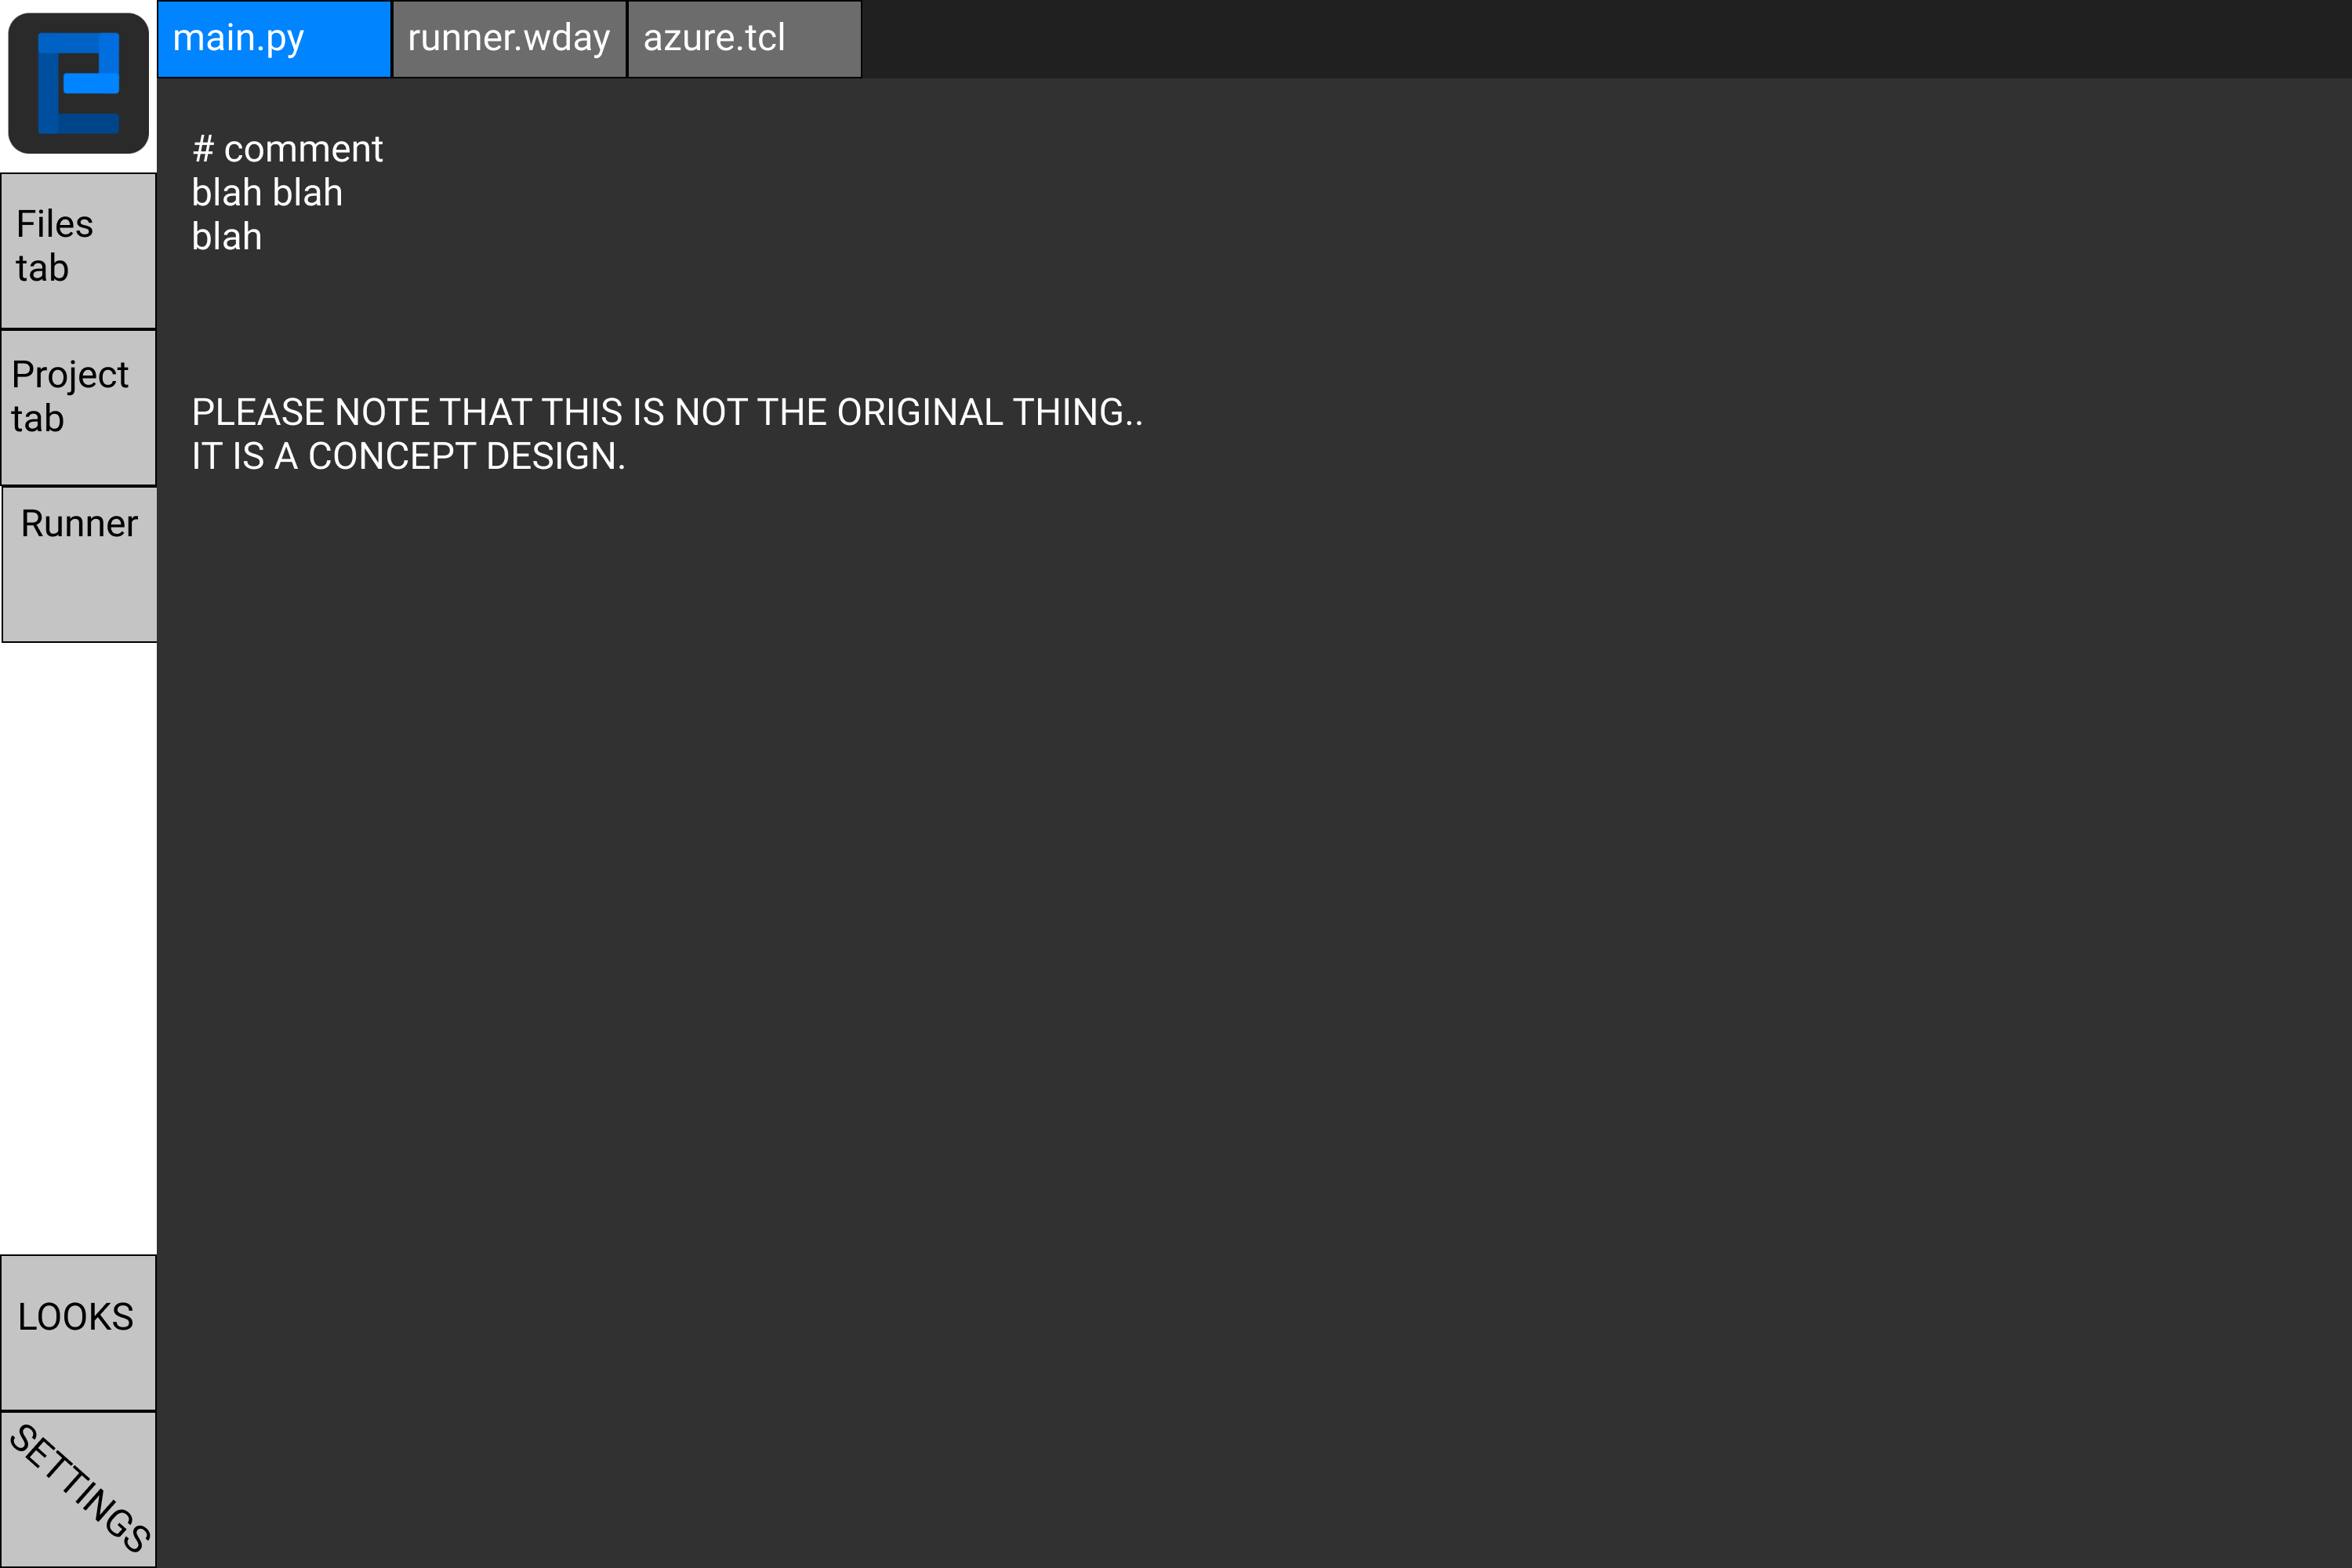 main.py
runner.wday
azure.tcl
# comment
blah blah
blah
PLEASE NOTE THAT THIS IS NOT THE ORIGINAL THING..
IT IS A CONCEPT DESIGN.
Files
tab
Project
tab
Runner
LOOKS
SETTINGS